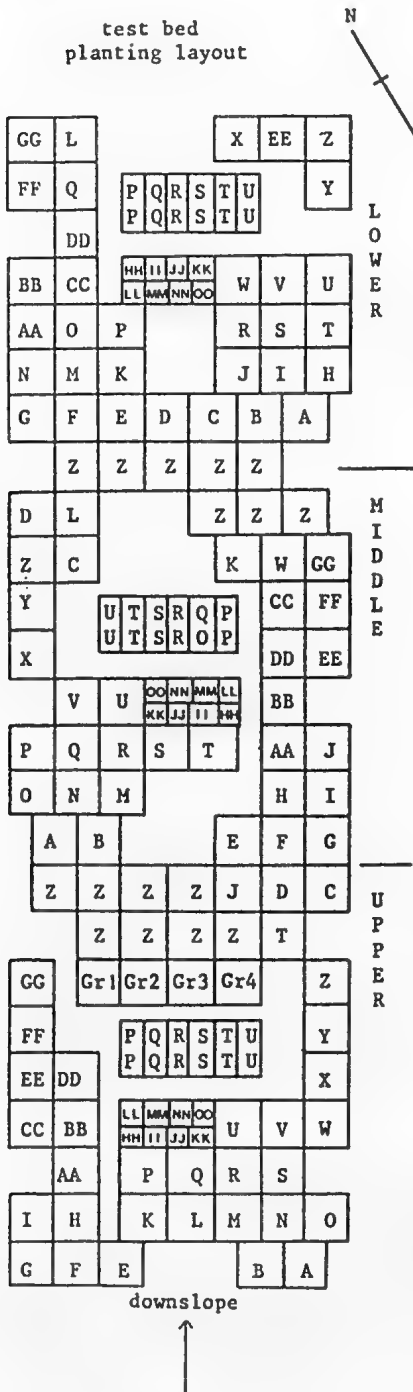 test bed
planting layout
N
GG L X EE Z
FF Q P Q R S T U Y
P Q R S T U
DD
HH II JJ KK
BB CC LL MM NN OO W V U
AA O P R S T
N M K J I H
G F E D C B A
Z Z Z Z Z
LOWER
D L Z Z Z
Z C K W GG
Y U T S R Q P CC FF
U T S R O P
X DD EE
V U OO NN MM LL BB
KK JJ II HH
P Q R S T AA J
O N M H I
A B E F G
Z Z Z Z J D C
MIDDLE
Z Z Z Z T
GG Gr1 Gr2 Gr3 Gr4 Z
FF P Q R S T U Y
P Q R S T U
EE DD X
CC BB LL MM NN OO U V W
HH II JJ KK
AA P Q R S
I H K L M N O
G F E B A
UPPER
downslope